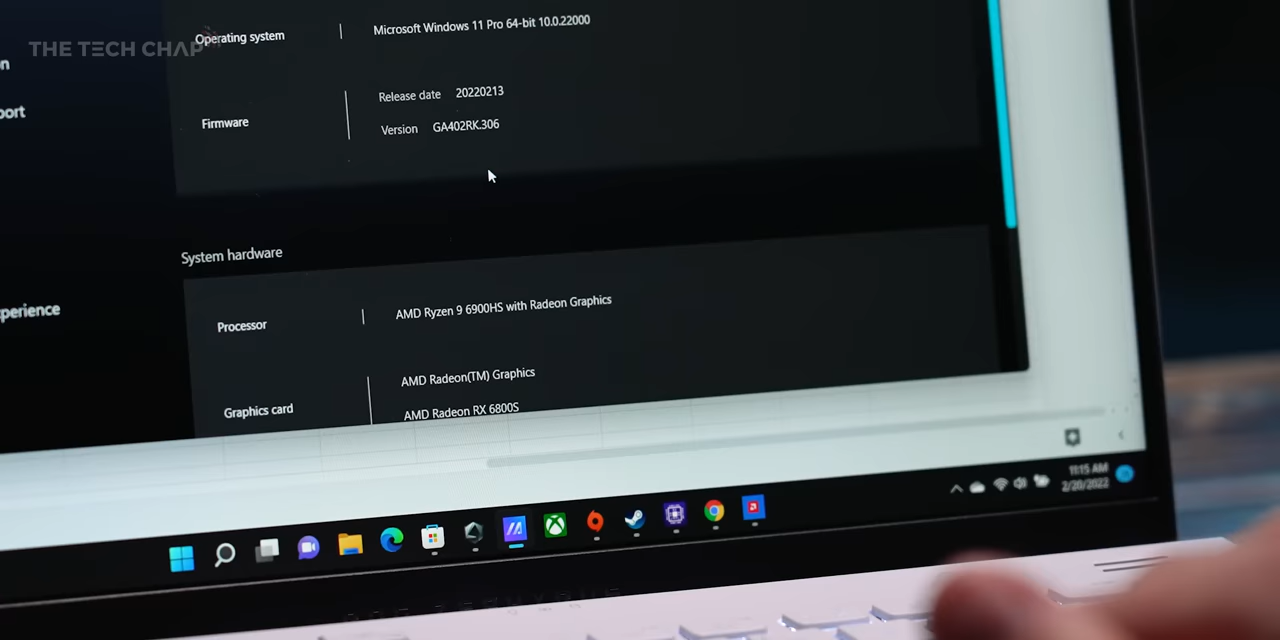 THE TECH CHAP
Operating system
Microsoft Windows 11 Pro 64-bit 10.0.22000
n
port
Firmware
Release date 20220213
Version GA402RK.306
System hardware
perience
Processor
AMD Ryzen 9 6900HS with Radeon Graphics
Graphics card
AMD Radeon(TM) Graphics
AMD Radeon RX 6800S
11:15 AM
2/20/2022